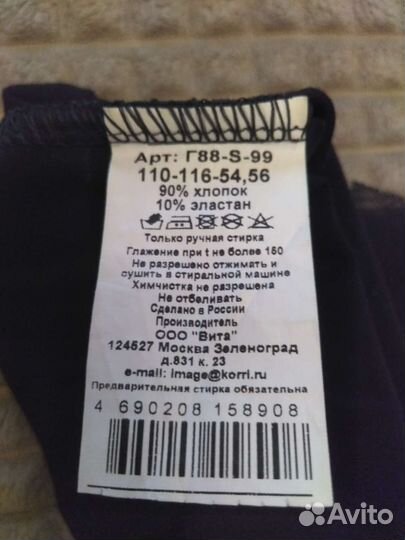 Арт: Г88-S-99
110-116-54,56
90% хлопок
10% эластан
Только ручная стирка
Глажение при t не более 150
Не разрешено отжимать и
сушить в стиральной машине
Химчистка не разрешена
Не отбеливать
Сделано в России
Производитель
ООО "Вита"
124527 Москва Зеленоград
д.831 к. 23
e-mail: image@korri.ru
Предварительная стирка обязательна
4 690208 158908
Avito